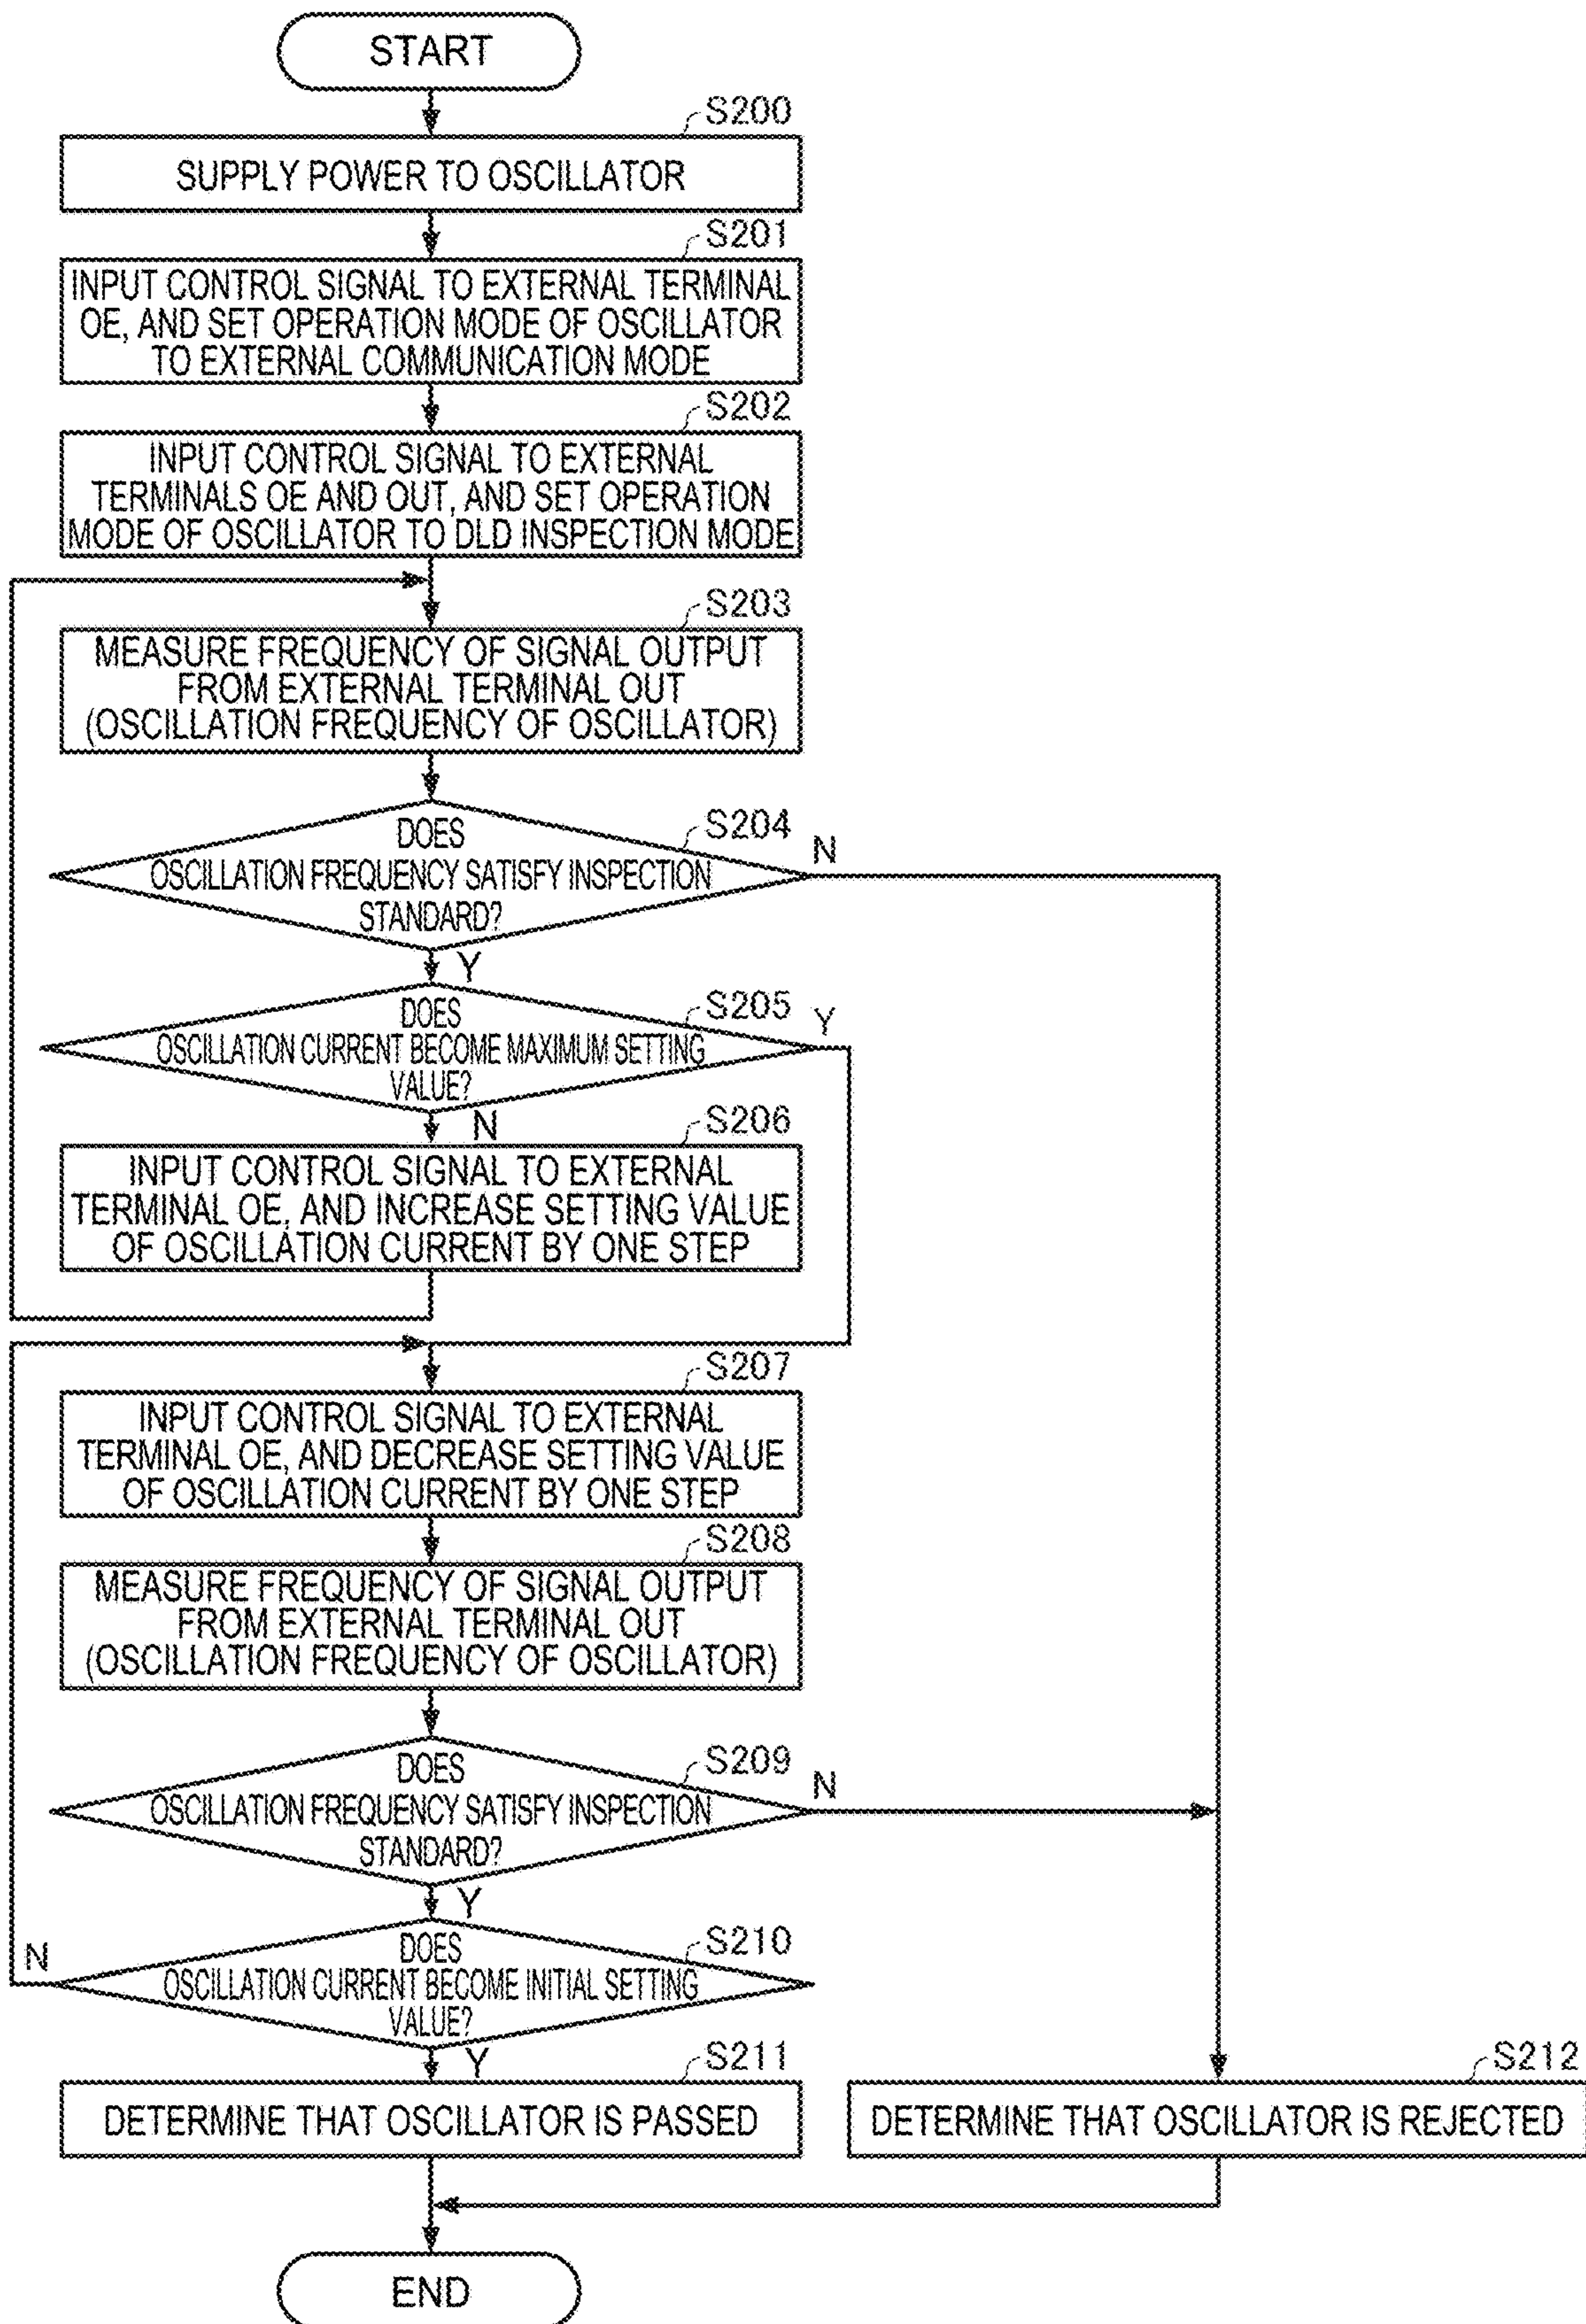 START
S200
SUPPLY POWER TO OSCILLATOR
S201
INPUT CONTROL SIGNAL TO EXTERNAL TERMINAL
OE, AND SET OPERATION MODE OF OSCILLATOR
TO EXTERNAL COMMUNICATION MODE
S202
INPUT CONTROL SIGNAL TO EXTERNAL
TERMINALS OE AND OUT, AND SET OPERATION
MODE OF OSCILLATOR TO DLD INSPECTION MODE
S203
MEASURE FREQUENCY OF SIGNAL OUTPUT
FROM EXTERNAL TERMINAL OUT
(OSCILLATION FREQUENCY OF OSCILLATOR)
S204
DOES
OSCILLATION FREQUENCY SATISFY INSPECTION
STANDARD?
N
Y
S205
DOES
OSCILLATION CURRENT BECOME MAXIMUM SETTING
VALUE?
Y
N
S206
INPUT CONTROL SIGNAL TO EXTERNAL
TERMINAL OE, AND INCREASE SETTING VALUE
OF OSCILLATION CURRENT BY ONE STEP
S207
INPUT CONTROL SIGNAL TO EXTERNAL
TERMINAL OE, AND DECREASE SETTING VALUE
OF OSCILLATION CURRENT BY ONE STEP
S208
MEASURE FREQUENCY OF SIGNAL OUTPUT
FROM EXTERNAL TERMINAL OUT
(OSCILLATION FREQUENCY OF OSCILLATOR)
S209
DOES
OSCILLATION FREQUENCY SATISFY INSPECTION
STANDARD?
N
Y
S210
DOES
OSCILLATION CURRENT BECOME INITIAL SETTING
VALUE?
N
Y
S211
DETERMINE THAT OSCILLATOR IS PASSED
S212
DETERMINE THAT OSCILLATOR IS REJECTED
END